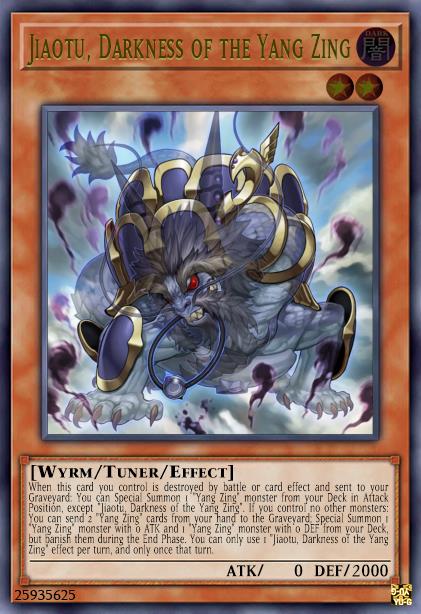 Jiaotu, Darkness of the Yang Zing
DARK
闇
[Wyrm/Tuner/Effect]
When this card you control is destroyed by battle or card effect and sent to your
Graveyard: You can Special Summon 1 "Yang Zing" monster from your Deck in Attack
Position, except "Jiaotu, Darkness of the Yang Zing". If you control no other monsters:
You can send 2 "Yang Zing" cards from your hand to the Graveyard; Special Summon 1
"Yang Zing" monster with 0 ATK and 1 "Yang Zing" monster with 0 DEF from your Deck,
but banish them during the End Phase. You can only use 1 "Jiaotu, Darkness of the Yang
Zing" effect per turn, and only once that turn.
ATK/ 0 DEF/2000
25935625